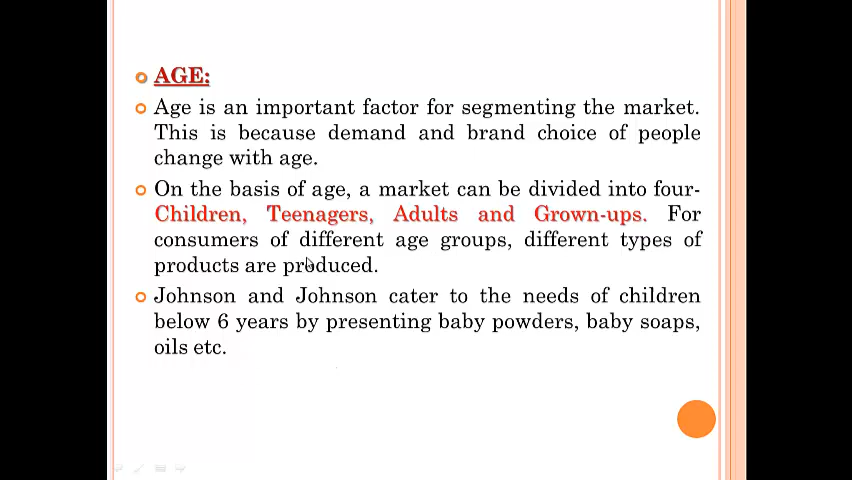 AGE:
Age is an important factor for segmenting the market.
This is because demand and brand choice of people
change with age.
On the basis of age, a market can be divided into four-
Children, Teenagers, Adults and Grown-ups. For
consumers of different age groups, different types of
products are produced.
Johnson and Johnson cater to the needs of children
below 6 years by presenting baby powders, baby soaps,
oils etc.